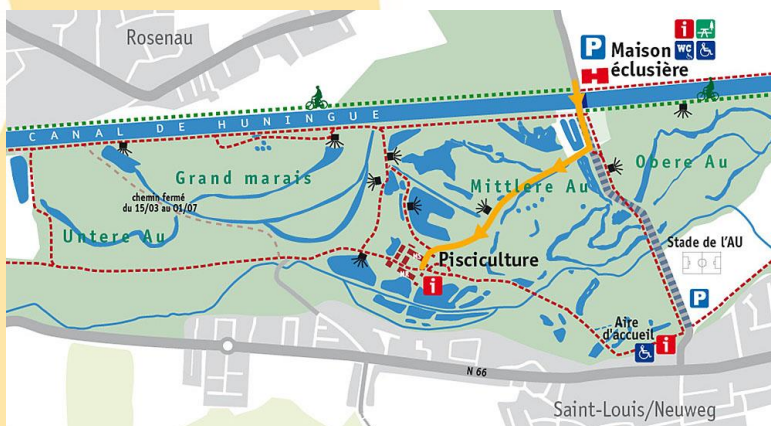 Rosenau
P
i
Maison
éclusière
WC
CANAL DE HUNINGUE
Grand marais
chemin fermé
du 15/03 au 01/07
Mittlere Au
Obere Au
Untere Au
Stade de l'AU
Pisciculture
i
P
Aire
d'accueil
i
N 66
Saint-Louis/Neuweg